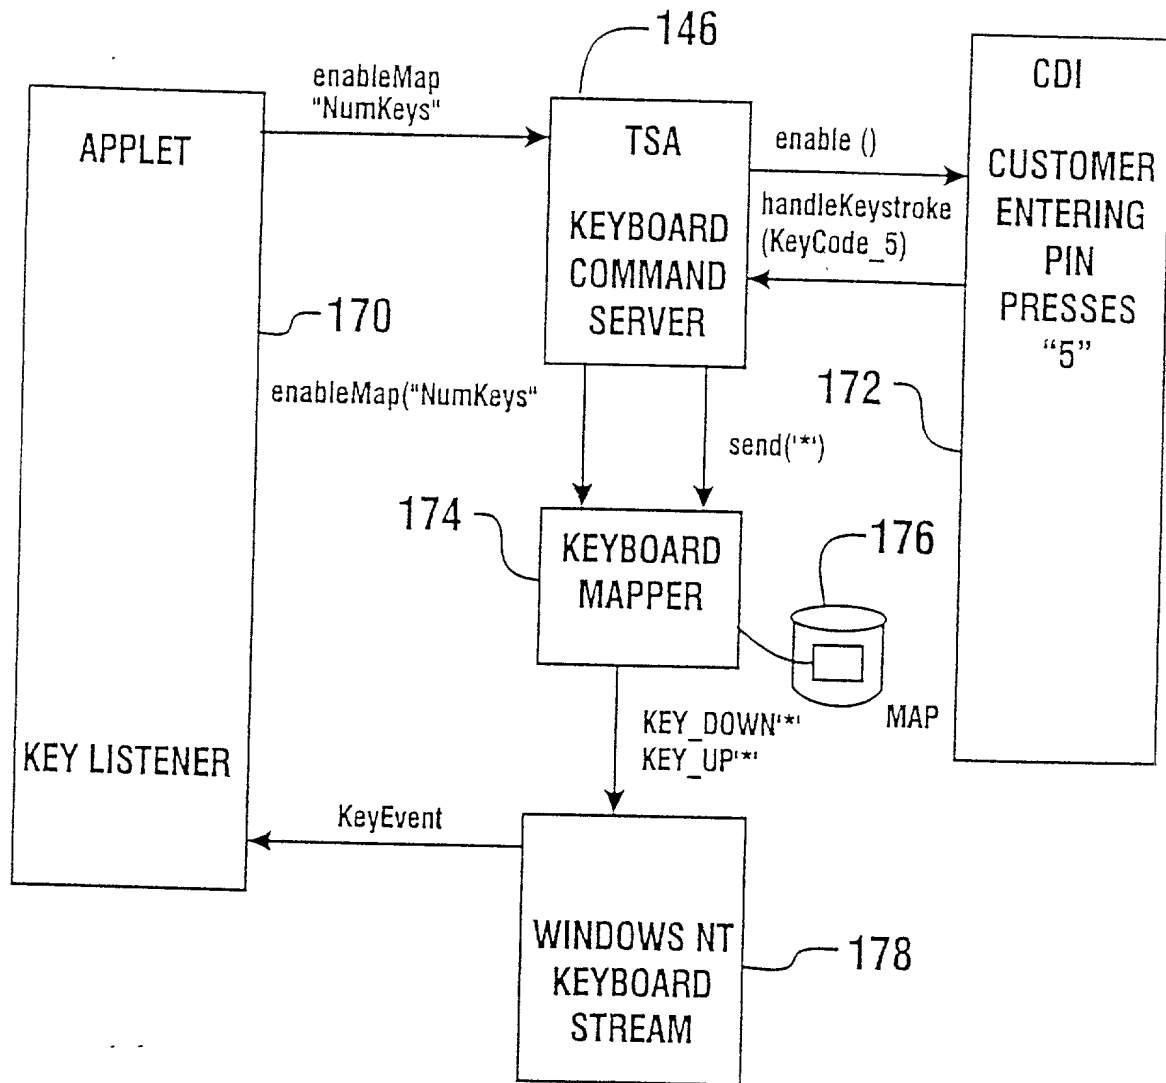 146
enableMap
"NumKeys"
APPLET
TSA
KEYBOARD
COMMAND
SERVER
enable ()
handleKeystroke
(KeyCode_5)
CDI
CUSTOMER
ENTERING
PIN
PRESSES
"5"
170
172
enableMap("NumKeys"
send('*')
174
KEYBOARD
MAPPER
176
MAP
KEY_DOWN'*'
KEY_UP'*'
KEY LISTENER
KeyEvent
WINDOWS NT
KEYBOARD
STREAM
178